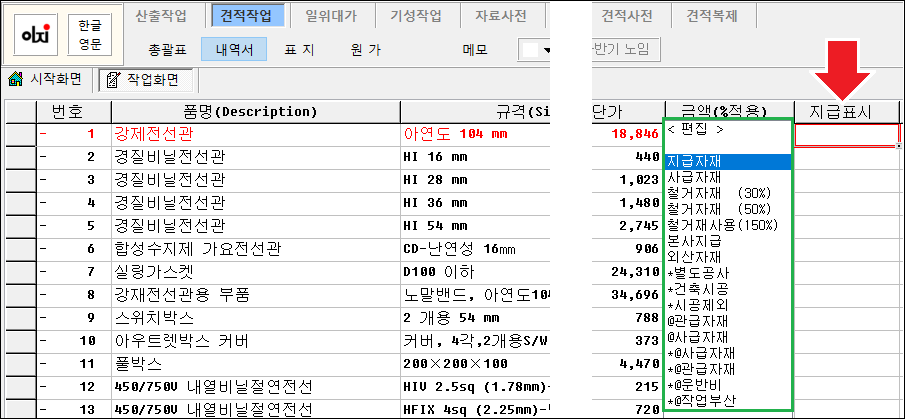 이지 한글 영문
산출작업 견적작업 일위대가 기성작업 자료사전 견적사전 견적복제
총괄표 내역서 표 지 원 가 메모 하반기 노임
시작화면 작업화면
번호 품명(Description) 규격(Si 단가 금액(%적용) 지급표시
- 1 강제전선관 아연도 104 mm 18,846
- 2 경질비닐전선관 HI 16 mm 440
- 3 경질비닐전선관 HI 28 mm 1,023
- 4 경질비닐전선관 HI 36 mm 1,480
- 5 경질비닐전선관 HI 54 mm 2,745
- 6 합성수지제 가요전선관 CD-난연성 16mm 906
- 7 실링가스켓 D100 이하 24,310
- 8 강재전선관용 부품 노말밴드, 아연도104 34,696
- 9 스위치박스 2 개용 54 mm 788
- 10 아우트렛박스 커버 커버, 4각,2개용S/W 373
- 11 풀박스 200×200×100 4,470
- 12 450/750V 내열비닐절연전선 HIV 2.5sq (1.78mm)- 215
- 13 450/750V 내열비닐절연전선 HFIX 4sq (2.25mm)- 720
< 편집 >
지급자재
사급자재
철거자재 (30%)
철거자재 (50%)
철거재사용(150%)
본사지급
외산자재
*별도공사
*건축시공
*시공제외
@관급자재
@사급자재
*@사급자재
*@관급자재
*@운반비
*@작업부산